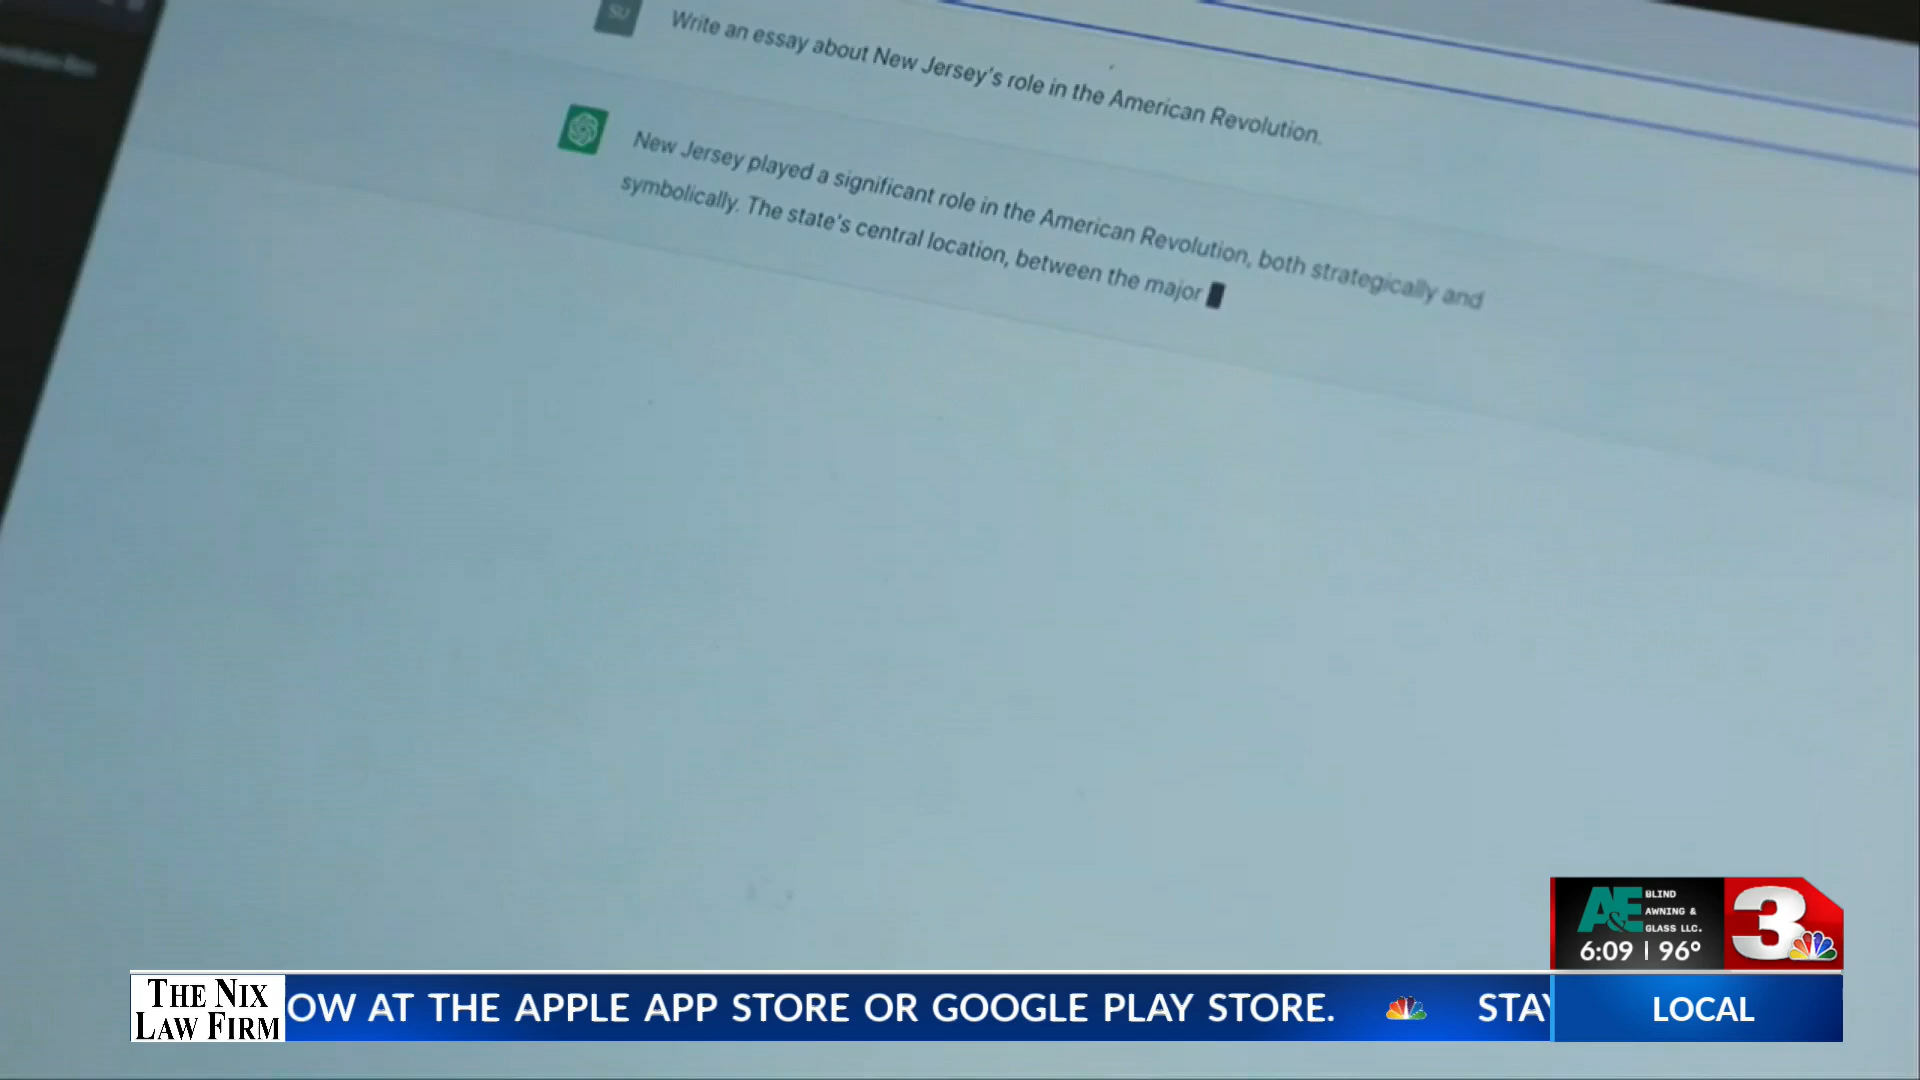 SU
Write an essay about New Jersey's role in the American Revolution.
New Jersey played a significant role in the American Revolution, both strategically and
symbolically. The state's central location, between the major
A&E
BLIND
AWNING &
GLASS LLC.
6:09 | 96°
3
THE NIX
LAW FIRM
OW AT THE APPLE APP STORE OR GOOGLE PLAY STORE.
STAY
LOCAL